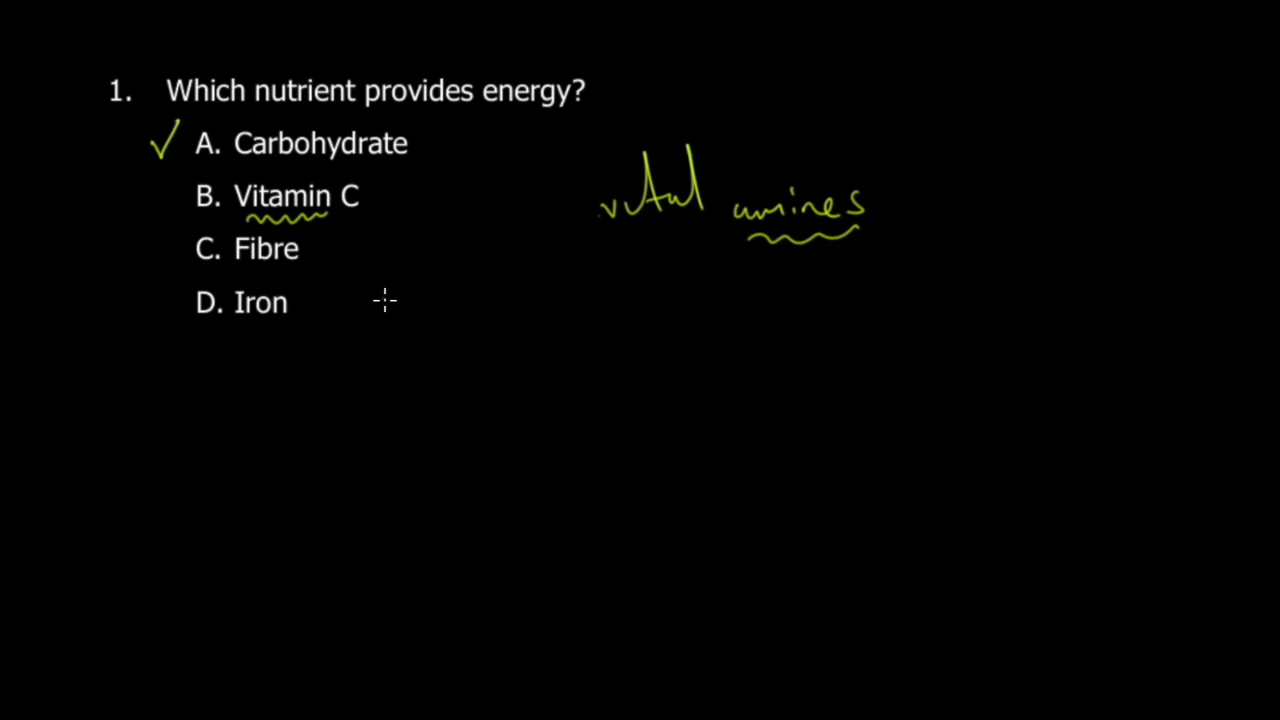 1. Which nutrient provides energy?
✓ A. Carbohydrate
B. Vitamin C
vital amines
C. Fibre
D. Iron